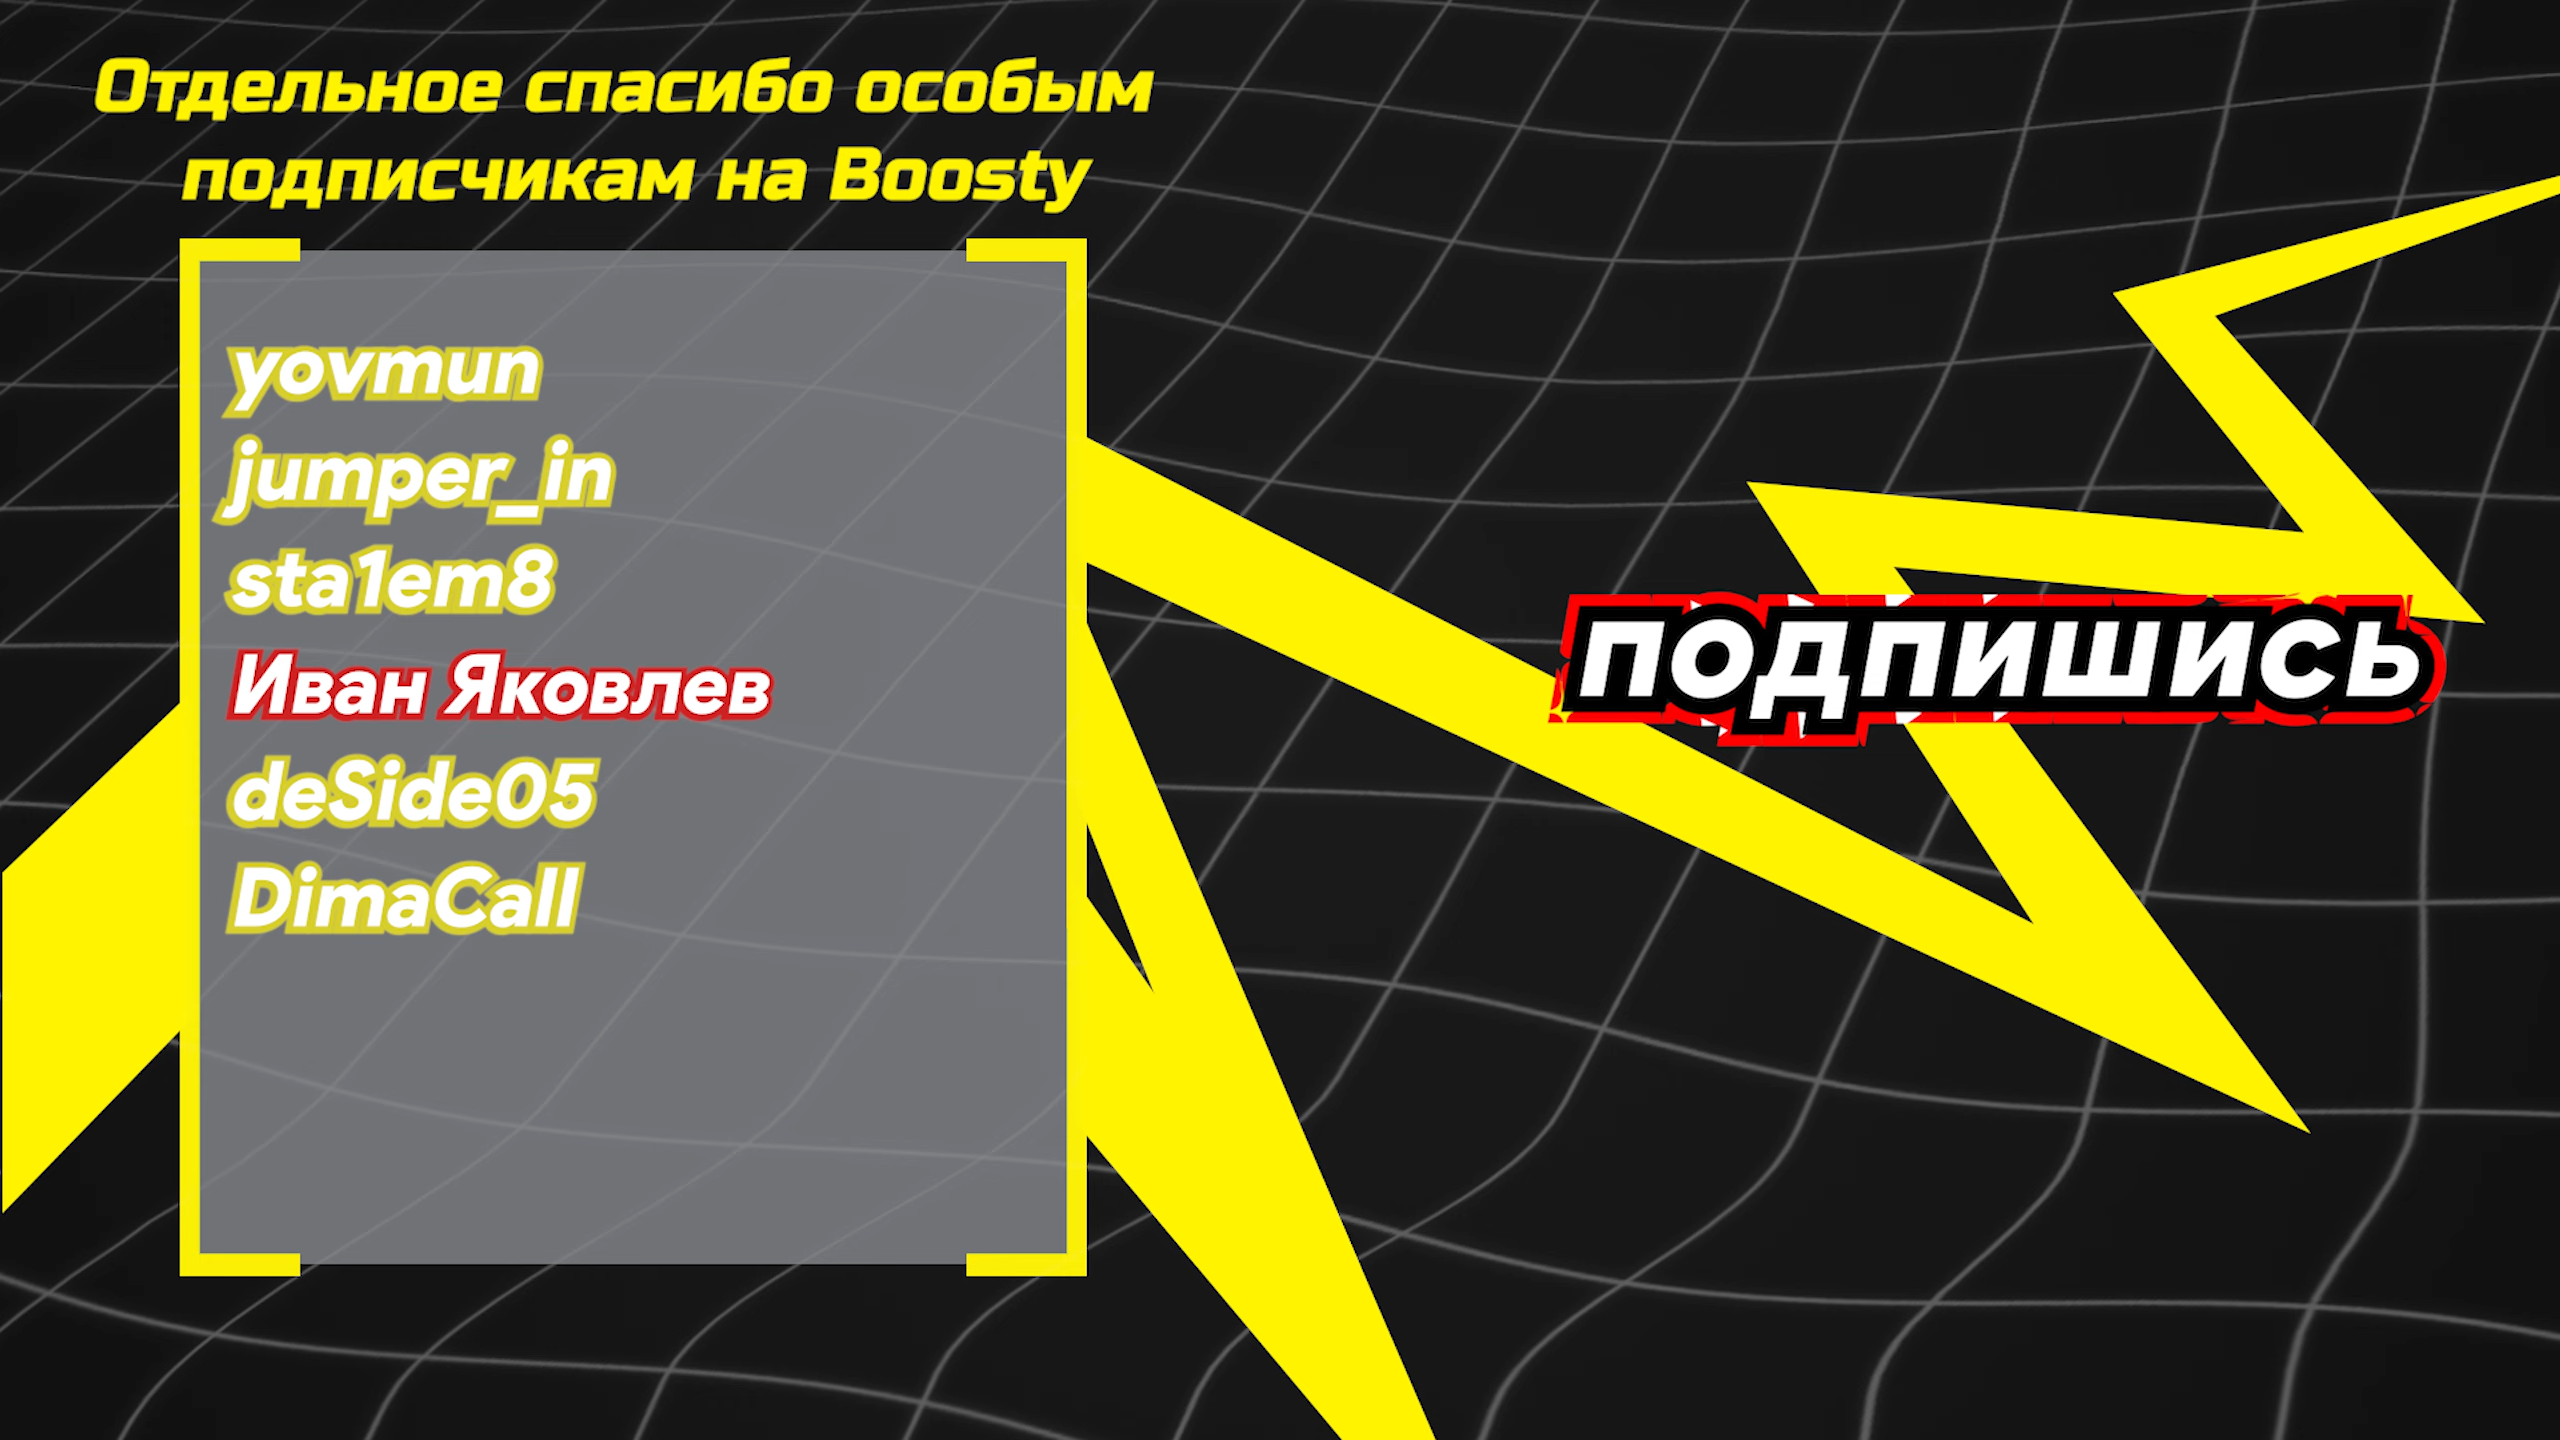 Отдельное спасибо особым
подписчикам на Boosty
yovmun
jumper_in
sta1em8
Иван Яковлев
deSide05
DimaCall
подпишись